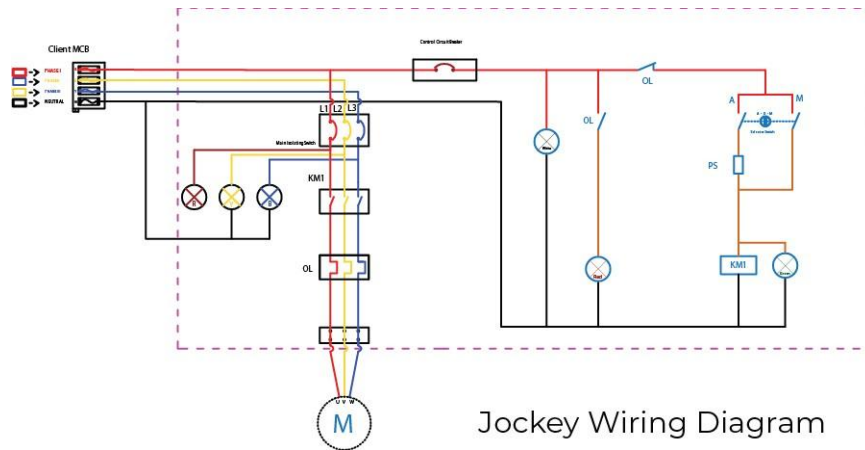 Client MCB
PHASE 1
NEUTRAL
Control Circuit Breaker
L1 L2 L3
Main Isolating Switch
KM1
OL
U V W
M
OL
OL
A
M
A - O - M
Selector Switch
PS
KM1
Jockey Wiring Diagram